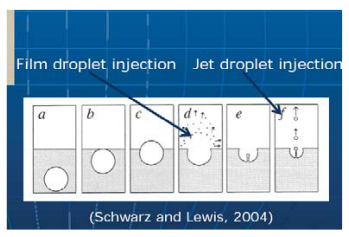 Film droplet injection Jet droplet injection
a b c d e f
(Schwarz and Lewis, 2004)